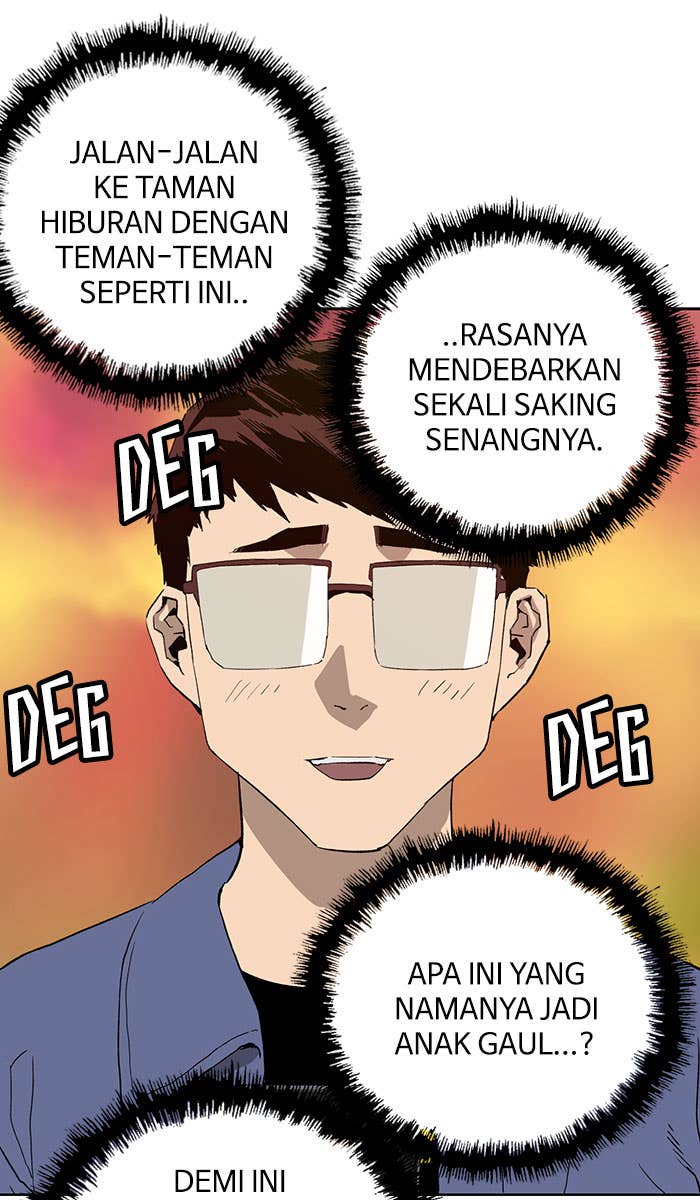 JALAN-JALAN
KE TAMAN
HIBURAN DENGAN
TEMAN-TEMAN
SEPERTI INI..
..RASANYA
MENDEBARKAN
SEKALI SAKING
SENANGNYA.
DEG
DEG
DEG
APA INI YANG
NAMANYA JADI
ANAK GAUL...?
DEMI INI